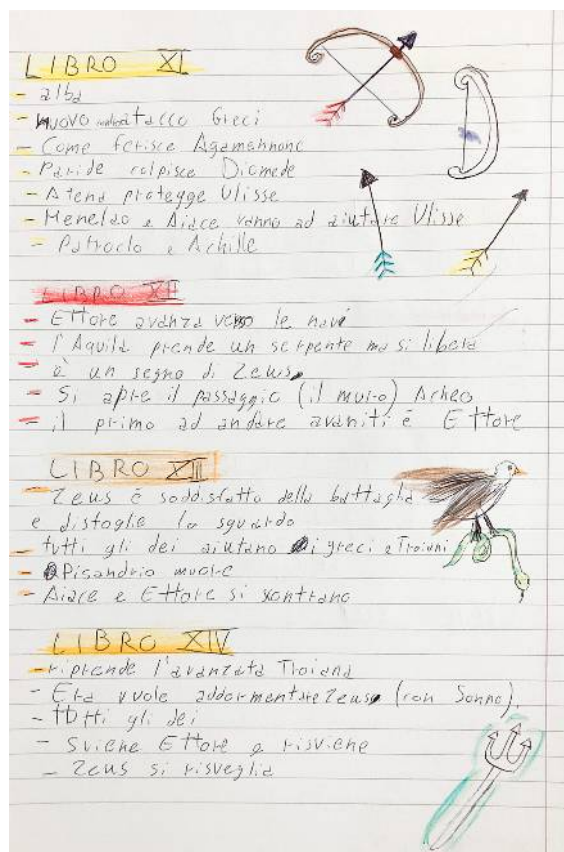 LIBRO XI
- alba
- nuovo attacco Greci
- Come ferisce Agamennone
- Paride colpisce Diomede
- Atena protegge Ulisse
- Menelao e Aiace vanno ad aiutare Ulisse
- Patroclo e Achille
LIBRO XII
- Ettore avanza verso le navi
- l'Aquila prende un serpente ma si libera
- è un segno di Zeus
- Si apre il passaggio (il muro) Acheo
- il primo ad andare avaniti é Ettore
LIBRO XIII
- Zeus é soddisfatto della battaglia
e distoglie lo sguardo
- tutti gli dei aiutano i greci e Troiani
- Pisandrio muore
- Aiace e Ettore si scontrano
LIBRO XIV
- riprende l'avanzata Troiana
- Era vuole addormentare Zeus (con Sonno),
- tutti gli dei
- sviene Ettore e risviene
- Zeus si risveglia